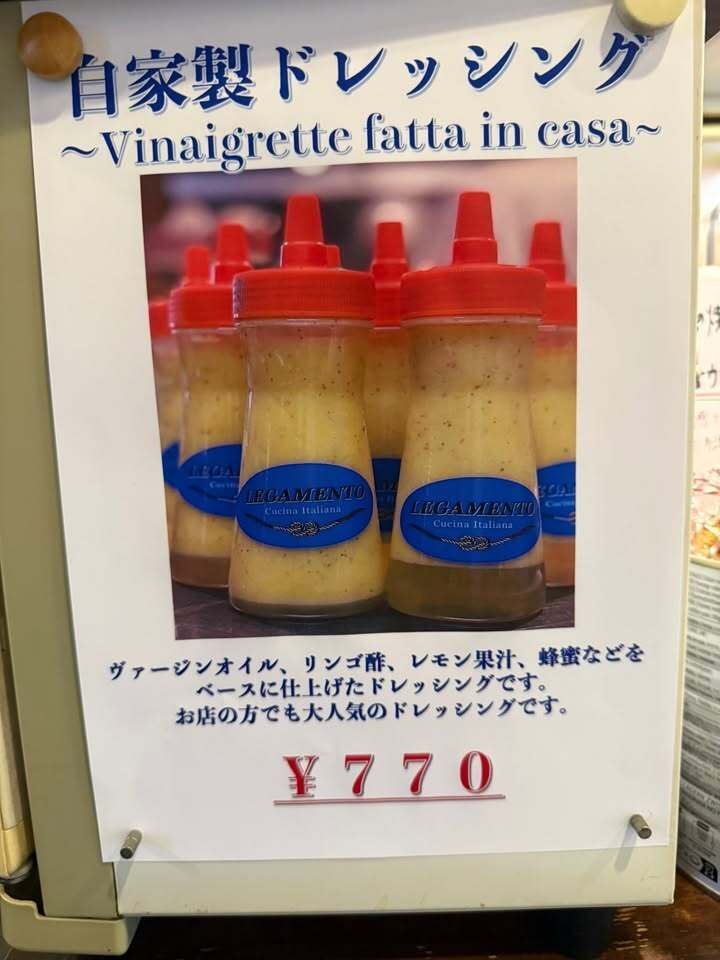 自家製ドレッシング
~Vinaigrette fatta in casa~
LEGAMENTO
Cucina Italiana
LEGAMENTO
Cucina Italiana
ヴァージンオイル、リンゴ酢、レモン果汁、蜂蜜などを
ベースに仕上げたドレッシングです。
お店の方でも大人気のドレッシングです。
¥770